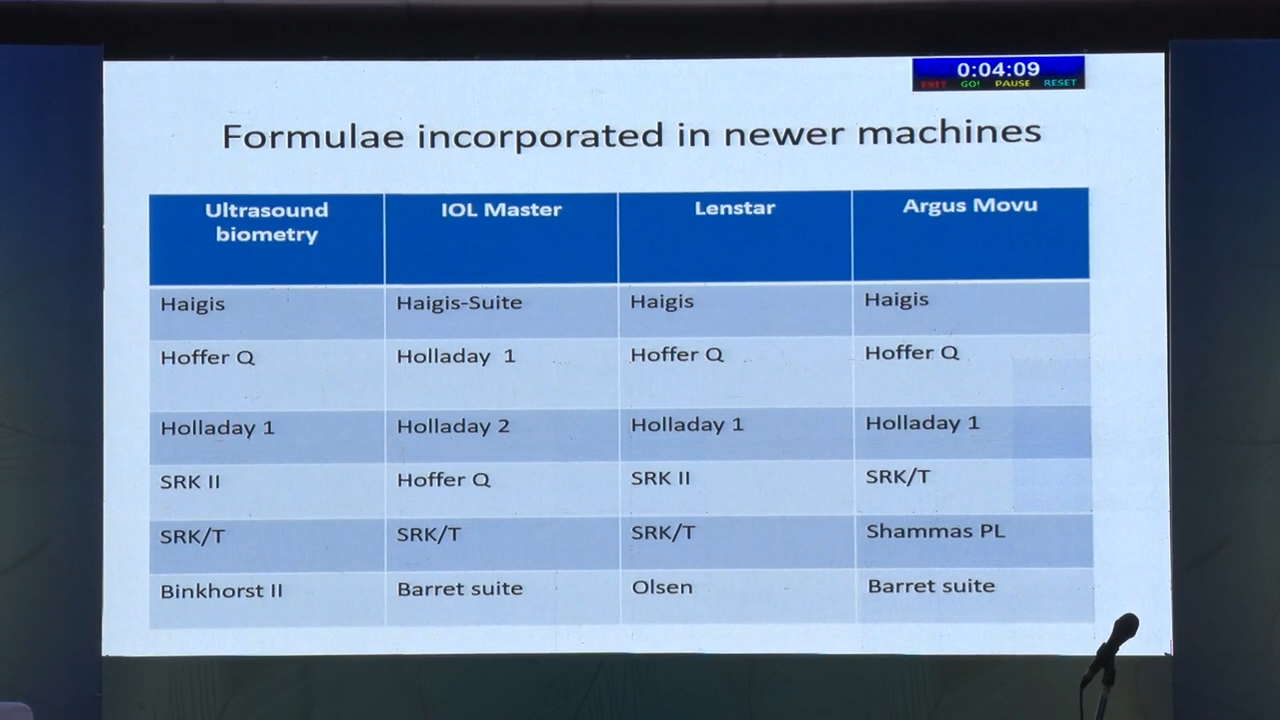 0:04:09
EXIT GO! PAUSE RESET
Formulae incorporated in newer machines
Ultrasound biometry IOL Master Lenstar Argus Movu
Haigis Haigis-Suite Haigis Haigis
Hoffer Q Holladay 1 Hoffer Q Hoffer Q
Holladay 1 Holladay 2 Holladay 1 Holladay 1
SRK II Hoffer Q SRK II SRK/T
SRK/T SRK/T SRK/T Shammas PL
Binkhorst II Barret suite Olsen Barret suite